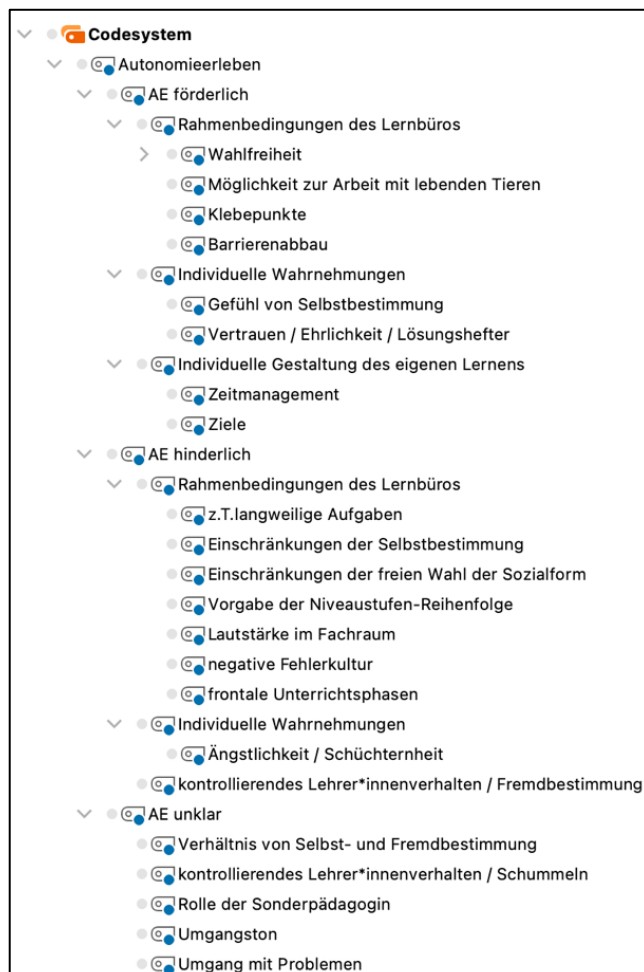 Codesystem
Autonomieerleben
AE förderlich
Rahmenbedingungen des Lernbüros
Wahlfreiheit
Möglichkeit zur Arbeit mit lebenden Tieren
Klebepunkte
Barrierenabbau
Individuelle Wahrnehmungen
Gefühl von Selbstbestimmung
Vertrauen / Ehrlichkeit / Lösungshefter
Individuelle Gestaltung des eigenen Lernens
Zeitmanagement
Ziele
AE hinderlich
Rahmenbedingungen des Lernbüros
z.T.langweilige Aufgaben
Einschränkungen der Selbstbestimmung
Einschränkungen der freien Wahl der Sozialform
Vorgabe der Niveaustufen-Reihenfolge
Lautstärke im Fachraum
negative Fehlerkultur
frontale Unterrichtsphasen
Individuelle Wahrnehmungen
Ängstlichkeit / Schüchternheit
kontrollierendes Lehrer*innenverhalten / Fremdbestimmung
AE unklar
Verhältnis von Selbst- und Fremdbestimmung
kontrollierendes Lehrer*innenverhalten / Schummeln
Rolle der Sonderpädagogin
Umgangston
Umgang mit Problemen